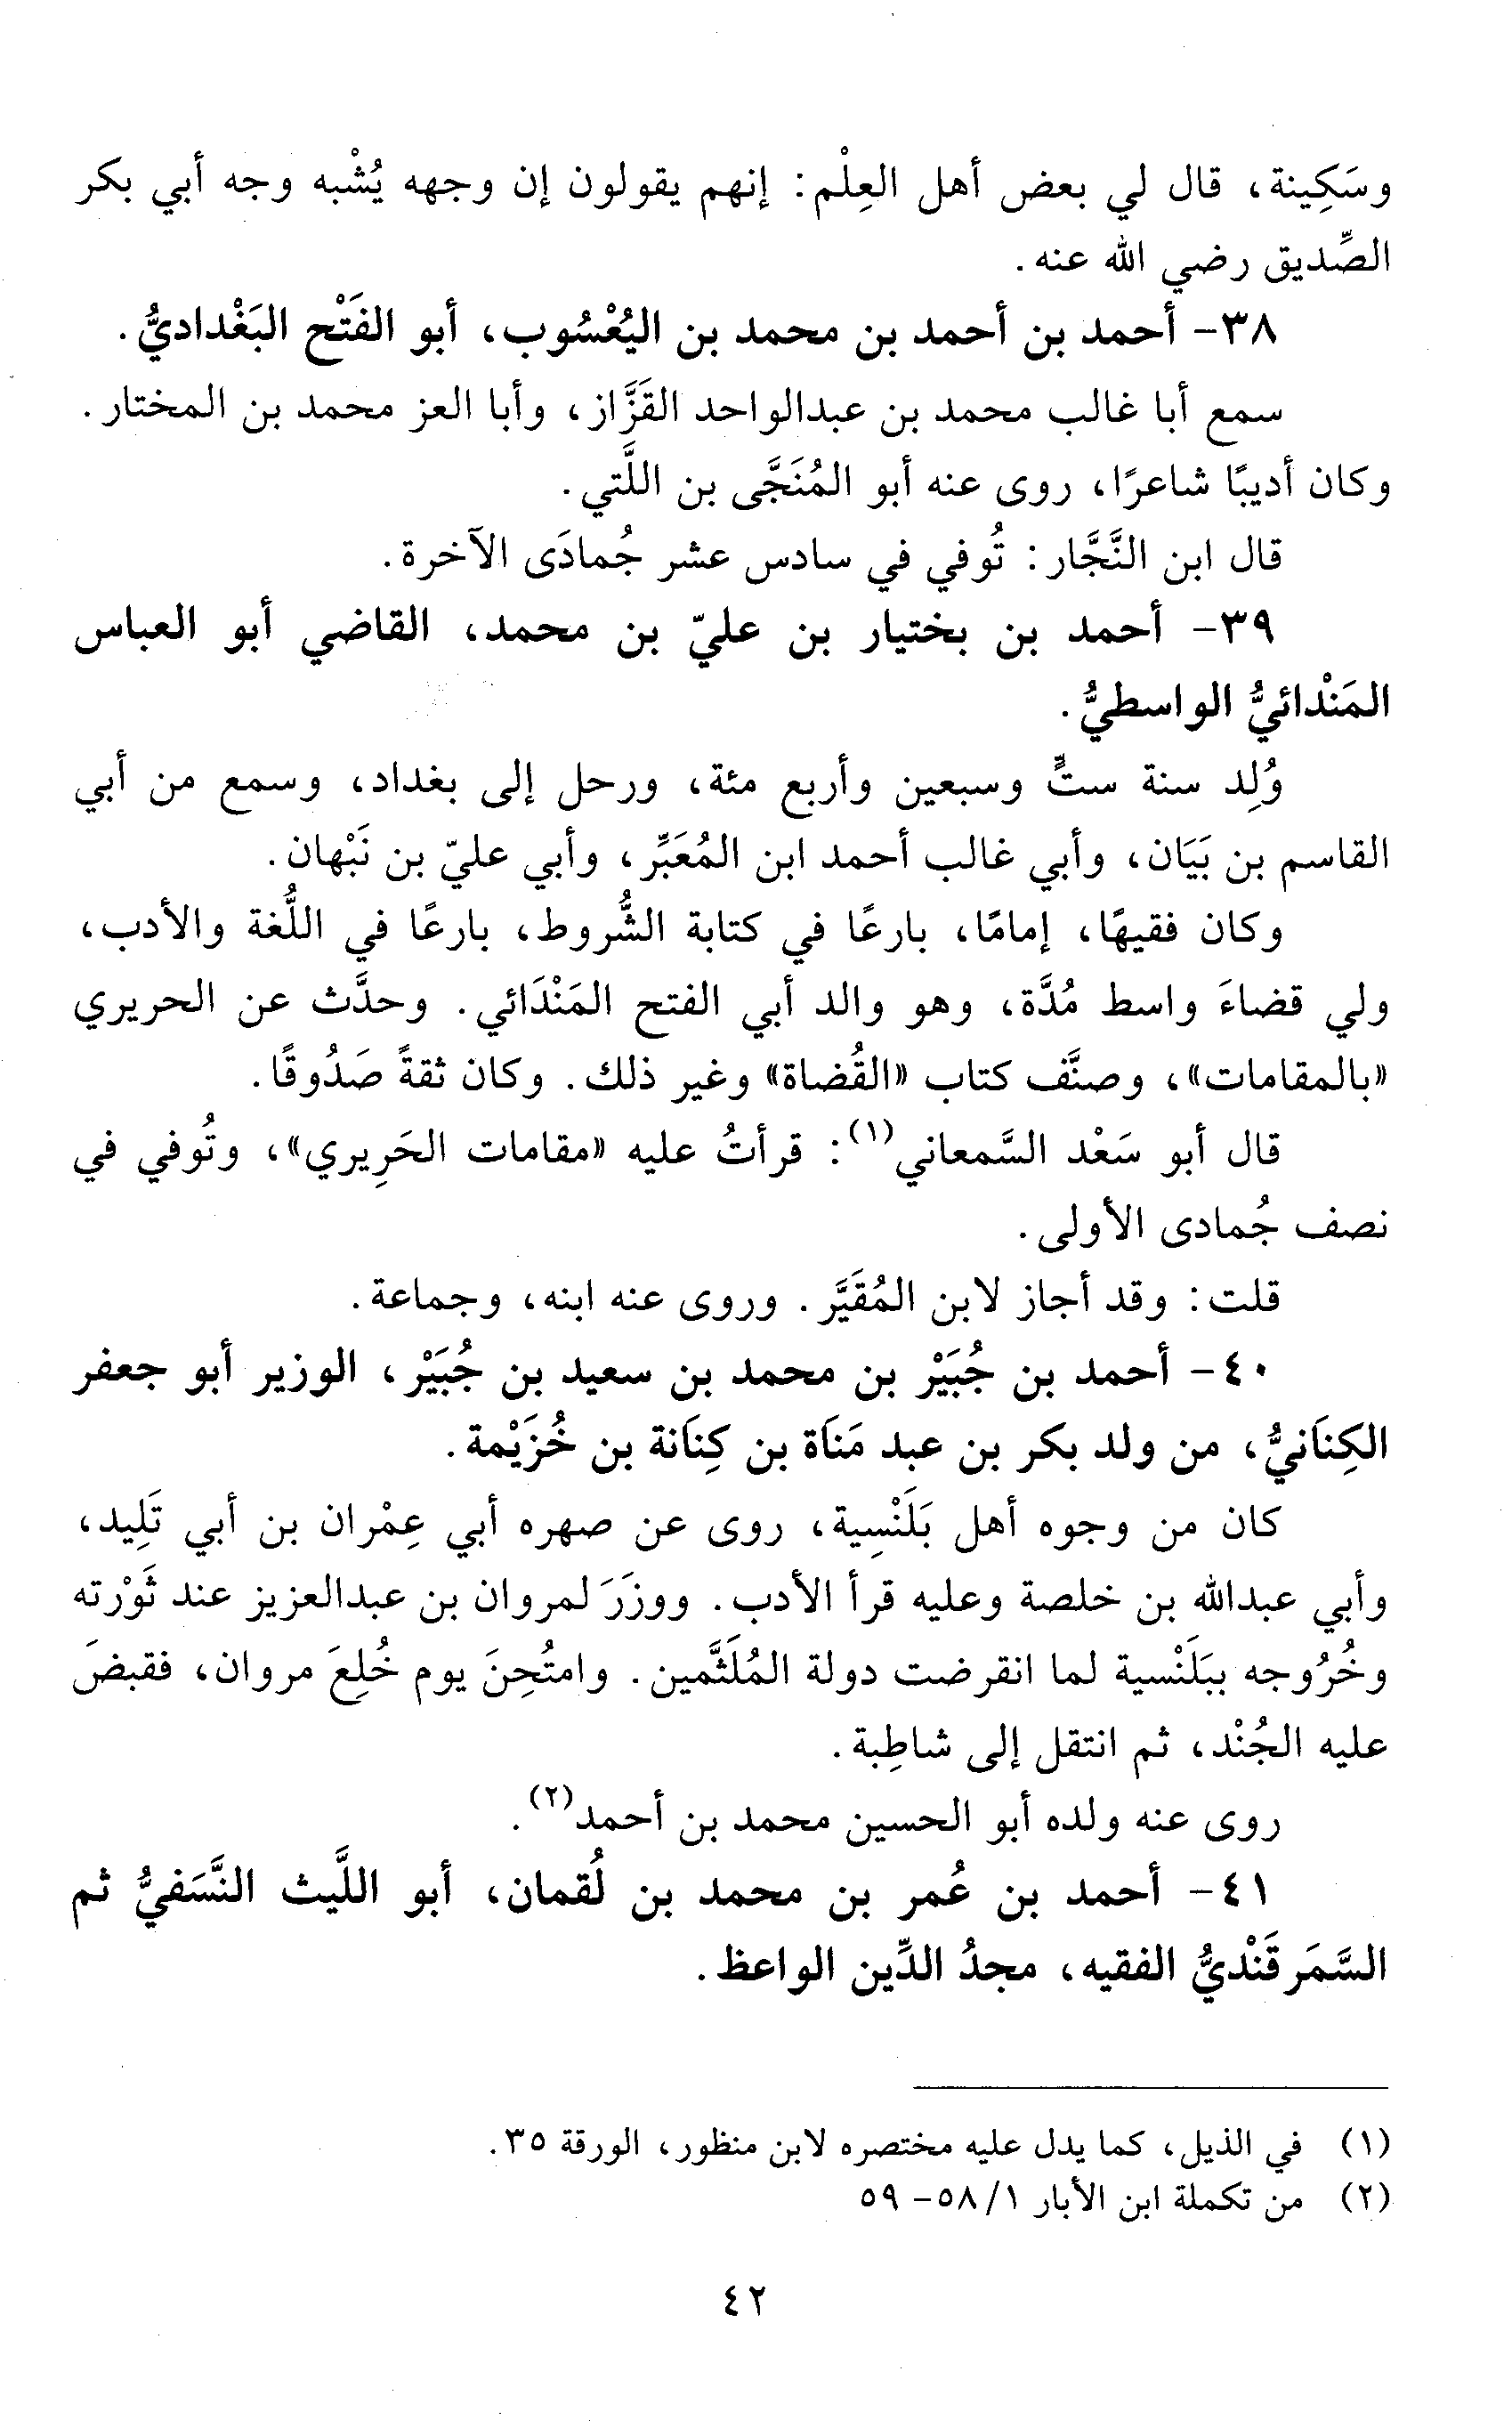 وسَكِينة، قال لي بعض أهل العِلْم: إنهم يقولون إن وجهه يُشْبه وجه أبي بكر
الصِّديق رضي الله عنه.
٣٨- أحمد بن أحمد بن محمد بن اليُعْسُوب، أبو الفَتْح البَغْداديُّ.
سمع أبا غالب محمد بن عبدالواحد القَزَّاز، وأبا العز محمد بن المختار.
وكان أديبًا شاعرًا، روى عنه أبو المُنَجَّى بن اللَّتي.
قال ابن النَّجَّار: تُوفي في سادس عشر جُمادَى الآخرة.
٣٩- أحمد بن بختيار بن عليّ بن محمد، القاضي أبو العباس
المَنْدائيُّ الواسطيُّ.
وُلِد سنة ستٍّ وسبعين وأربع مئة، ورحل إلى بغداد، وسمع من أبي
القاسم بن بَيَان، وأبي غالب أحمد ابن المُعَبِّر، وأبي عليّ بن نَبْهان.
وكان فقيهًا، إمامًا، بارعًا في كتابة الشُّروط، بارعًا في اللُّغة والأدب،
ولي قضاءَ واسط مُدَّة، وهو والد أبي الفتح المَنْدَائي. وحدَّث عن الحريري
«بالمقامات»، وصنَّف كتاب «القُضاة» وغير ذلك. وكان ثقةً صَدُوقًا.
قال أبو سَعْد السَّمعاني(١): قرأتُ عليه «مقامات الحَرِيري»، وتُوفي في
نصف جُمادى الأولى.
قلت: وقد أجاز لابن المُقَيَّر. وروى عنه ابنه، وجماعة.
٤٠- أحمد بن جُبَيْر بن محمد بن سعيد بن جُبَيْر، الوزير أبو جعفر
الكِنَانيُّ، من ولد بكر بن عبد مَنَاة بن كِنَانة بن خُزَيْمة.
كان من وجوه أهل بَلَنْسِية، روى عن صهره أبي عِمْران بن أبي تَلِيد،
وأبي عبدالله بن خلصة وعليه قرأ الأدب. ووزَرَ لمروان بن عبدالعزيز عند ثَوْرته
وخُرُوجه ببَلَنْسية لما انقرضت دولة المُلَثَّمين. وامتُحِنَ يوم خُلِعَ مروان، فقبضَ
عليه الجُنْد، ثم انتقل إلى شاطِبة.
روى عنه ولده أبو الحسين محمد بن أحمد(٢).
٤١- أحمد بن عُمر بن محمد بن لُقمان، أبو اللَّيث النَّسَفيُّ ثم
السَّمَرقَنْديُّ الفقيه، مجدُ الدِّين الواعظ.
(١) في الذيل، كما يدل عليه مختصره لابن منظور، الورقة ٣٥.
(٢) من تكملة ابن الأبار ١/ ٥٨- ٥٩
٤٢